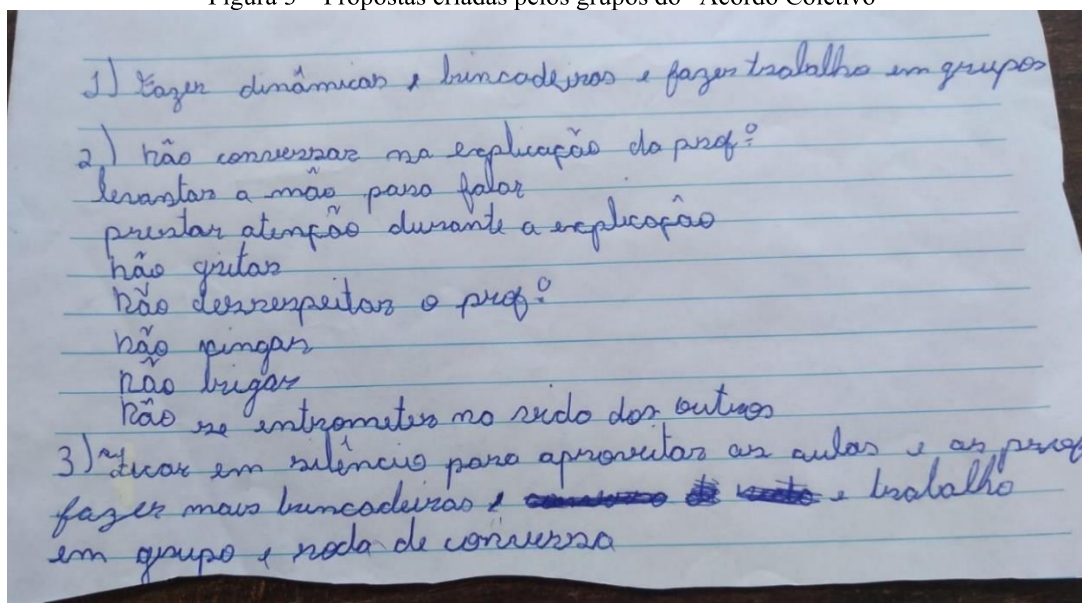 Figura 3 – Propostas criadas pelos grupos do "Acordo Coletivo"
1) Fazer dinâmicas e brincadeiras e fazer trabalho em grupos
2) não conversar na explicação da prof:º
levantar a mão para falar
prestar atenção durante a explicação
não gritar
não desrespeitar o prof:º
não xingar
não brigar
não se entrometer no vida dos outros
3) ficar em silêncio para aproveitar as aulas e as prof
fazer mais brincadeiras e e trabalho
em grupo e roda de conversa